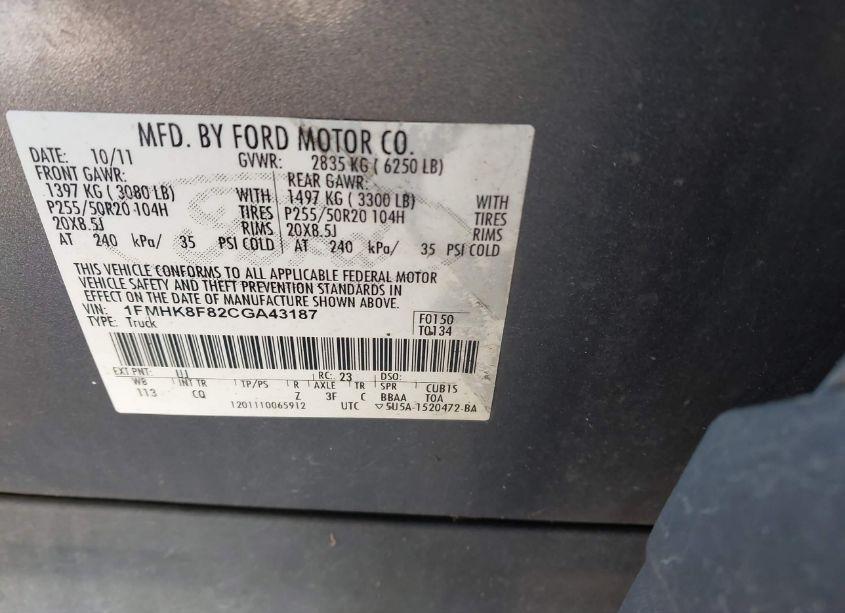 MFD. BY FORD MOTOR CO.
DATE: 10/11 GVWR: 2835 KG ( 6250 LB)
FRONT GAWR: REAR GAWR:
1397 KG ( 3080 LB) WITH 1497 KG ( 3300 LB) WITH
P255/50R20 104H TIRES P255/50R20 104H TIRES
20X8.5J RIMS 20X8.5J RIMS
AT 240 kPa/ 35 PSI COLD AT 240 kPa/ 35 PSI COLD
THIS VEHICLE CONFORMS TO ALL APPLICABLE FEDERAL MOTOR
VEHICLE SAFETY AND THEFT PREVENTION STANDARDS IN
EFFECT ON THE DATE OF MANUFACTURE SHOWN ABOVE.
VIN: 1FMHK8F82CGA43187 F0150
TYPE: Truck T0134
EXT PNT: UJ RC: 23 DSO:
WB INT TR TP/PS R AXLE TR SPR CUB15
113 CQ Z 3F C BBAA TOA
1201110065912 UTC ▽5U5A-1520472-BA